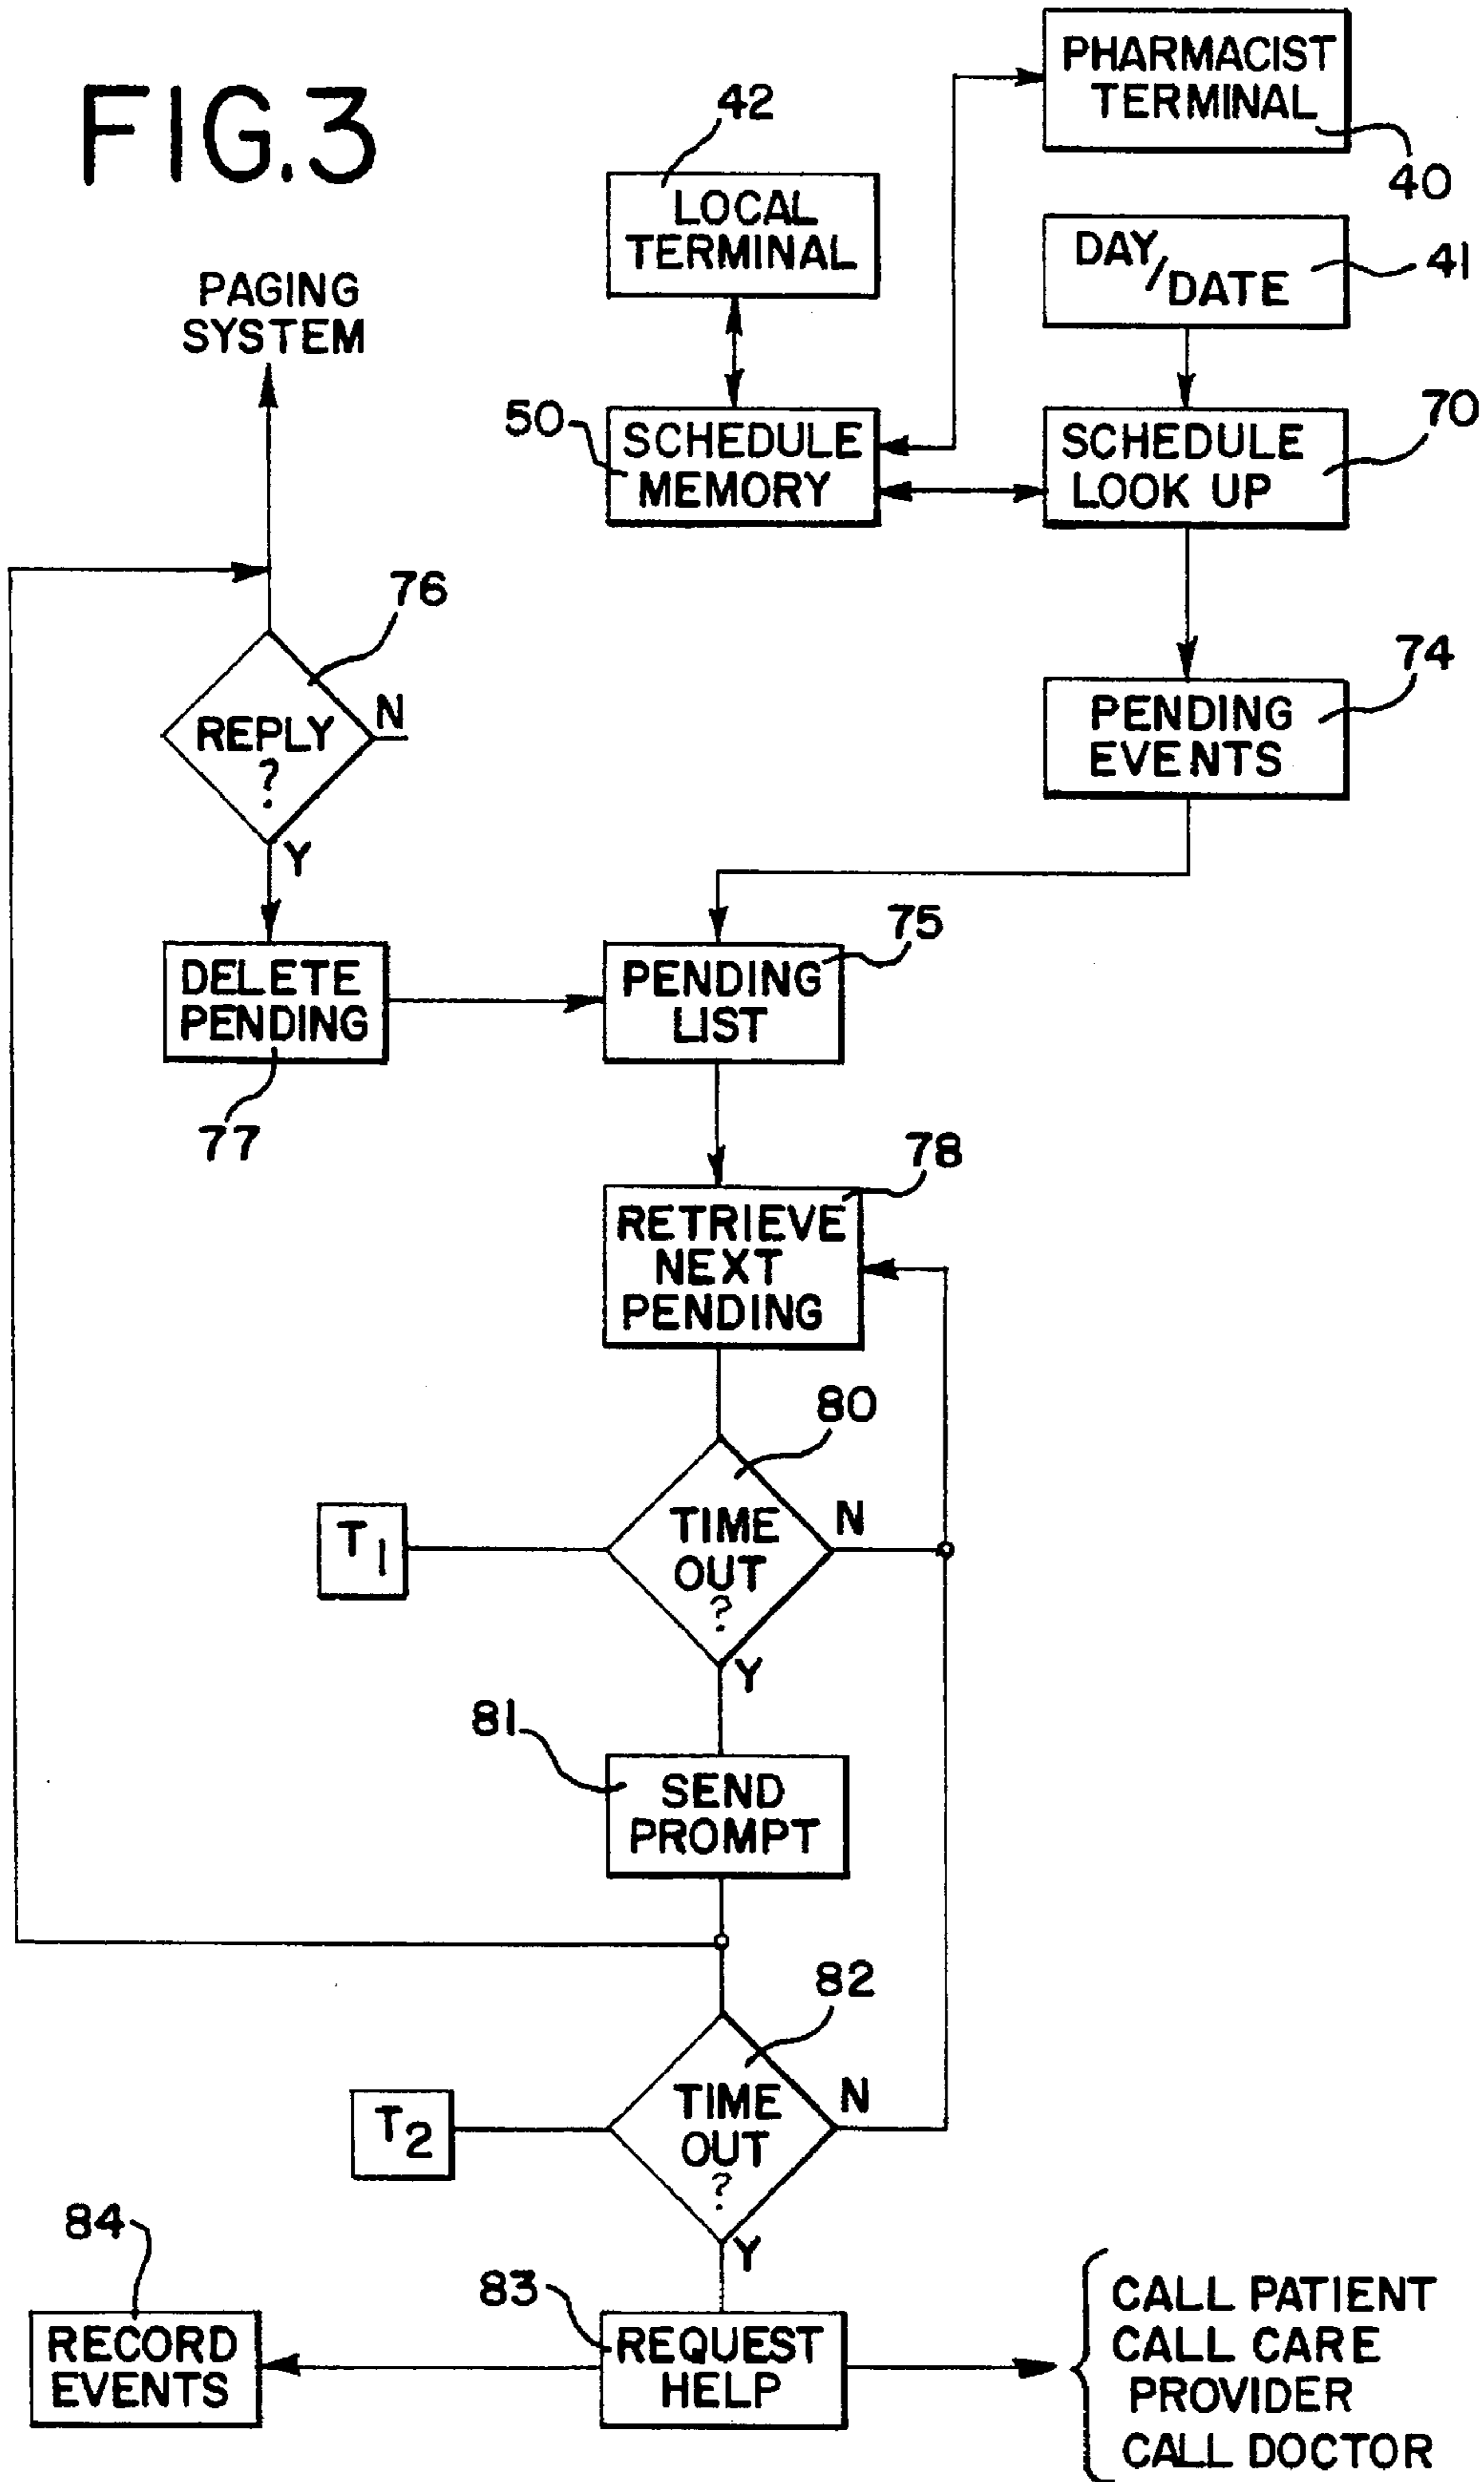 FIG.3
PHARMACIST
TERMINAL
40
42
LOCAL
TERMINAL
DAY/DATE
41
PAGING
SYSTEM
50
SCHEDULE
MEMORY
SCHEDULE
LOOK UP
70
76
REPLY
?
N
Y
PENDING
EVENTS
74
DELETE
PENDING
77
PENDING
LIST
75
RETRIEVE
NEXT
PENDING
78
80
T1
TIME
OUT
?
N
Y
81
SEND
PROMPT
82
T2
TIME
OUT
?
N
Y
84
RECORD
EVENTS
83
REQUEST
HELP
CALL PATIENT
CALL CARE
PROVIDER
CALL DOCTOR